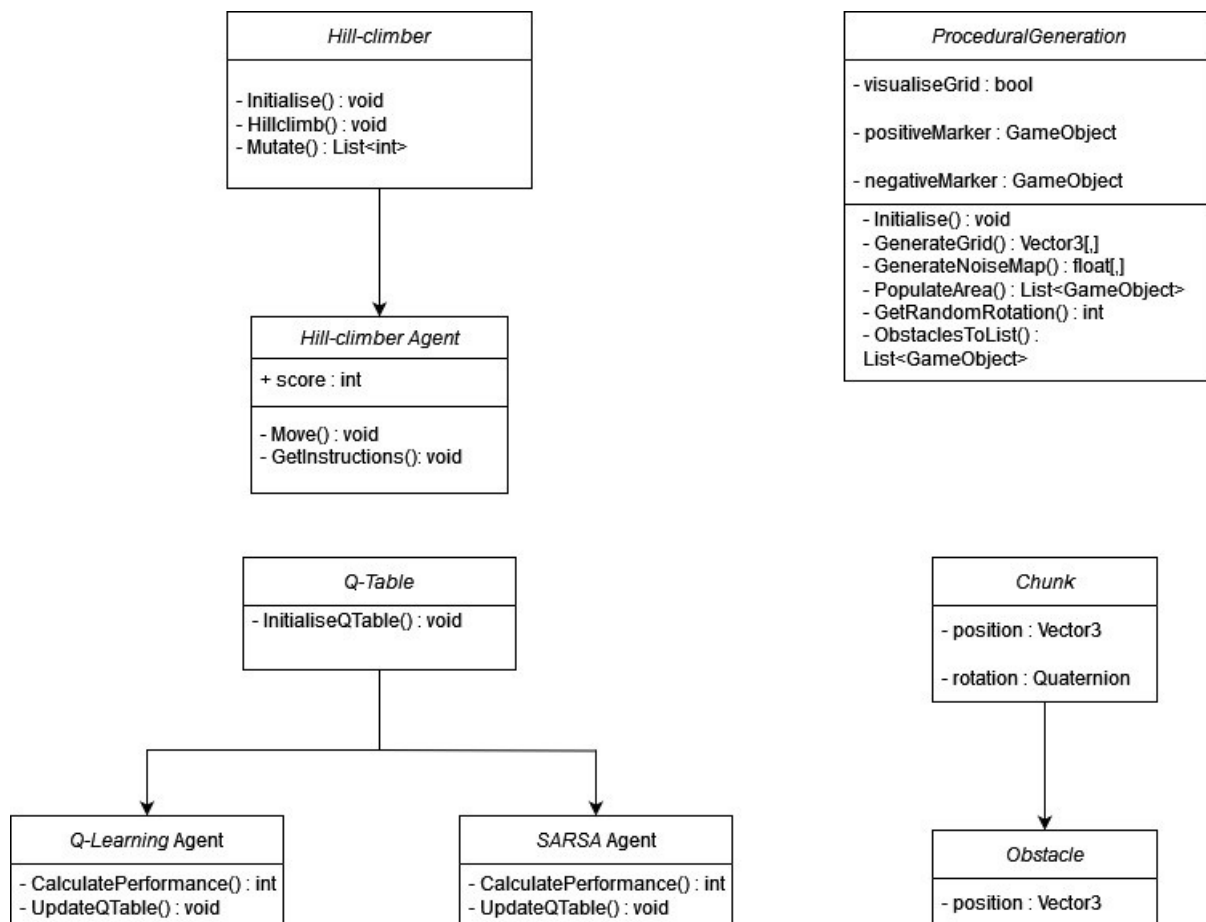 Hill-climber
- Initialise() : void
- Hillclimb() : void
- Mutate() : List<int>
Hill-climber Agent
+ score : int
- Move() : void
- GetInstructions(): void
ProceduralGeneration
- visualiseGrid : bool
- positiveMarker : GameObject
- negativeMarker : GameObject
- Initialise() : void
- GenerateGrid() : Vector3[,]
- GenerateNoiseMap() : float[,]
- PopulateArea() : List<GameObject>
- GetRandomRotation() : int
- ObstaclesToList() :
List<GameObject>
Q-Table
- InitialiseQTable() : void
Q-Learning Agent
- CalculatePerformance() : int
- UpdateQTable() : void
SARSA Agent
- CalculatePerformance() : int
- UpdateQTable() : void
Chunk
- position : Vector3
- rotation : Quaternion
Obstacle
- position : Vector3